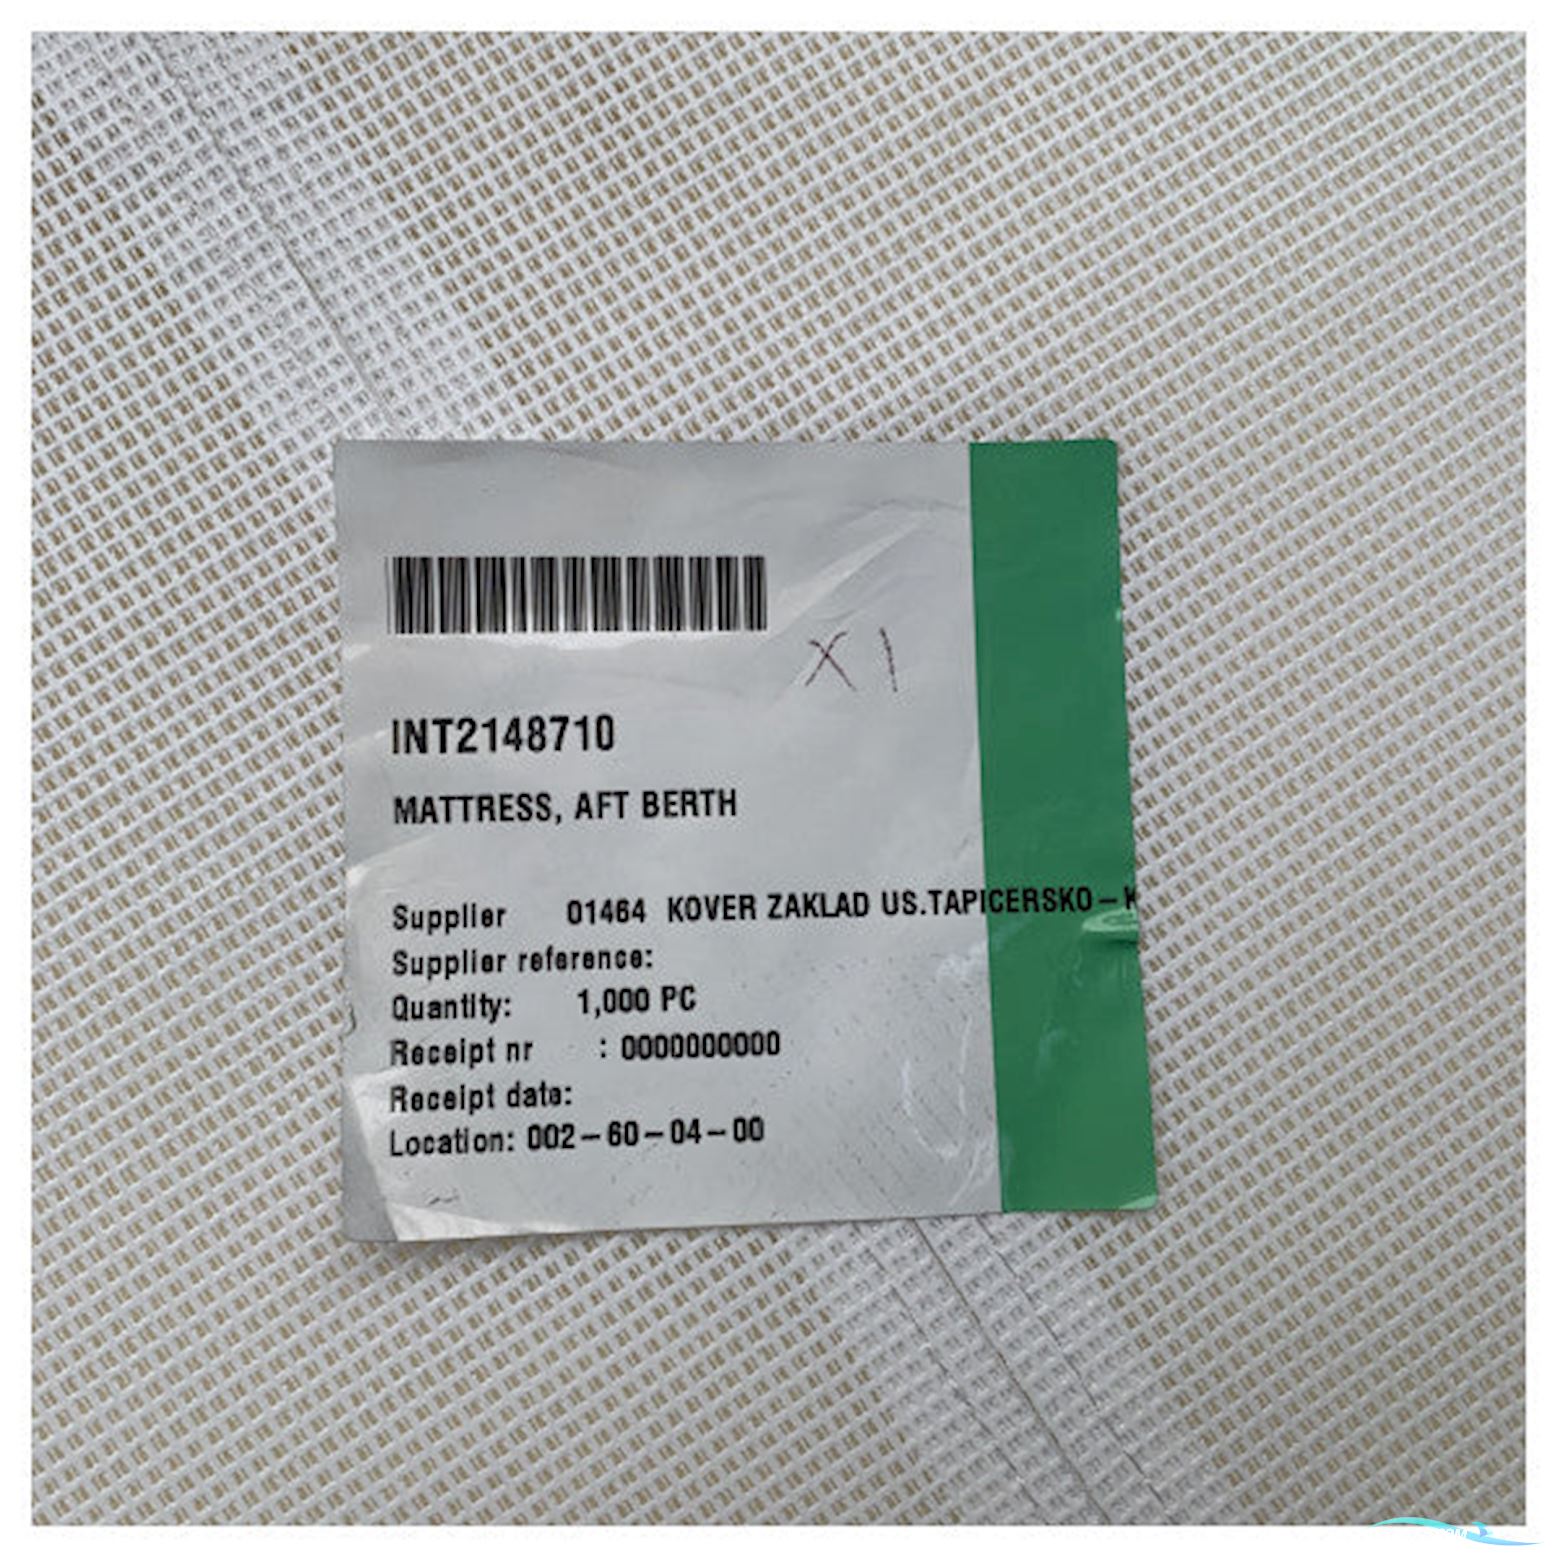 X 1
INT2148710
MATTRESS, AFT BERTH
Supplier 01464 KOVER ZAKLAD US.TAPICERSKO-K
Supplier reference:
Quantity: 1,000 PC
Receipt nr : 0000000000
Receipt date:
Location: 002-60-04-00